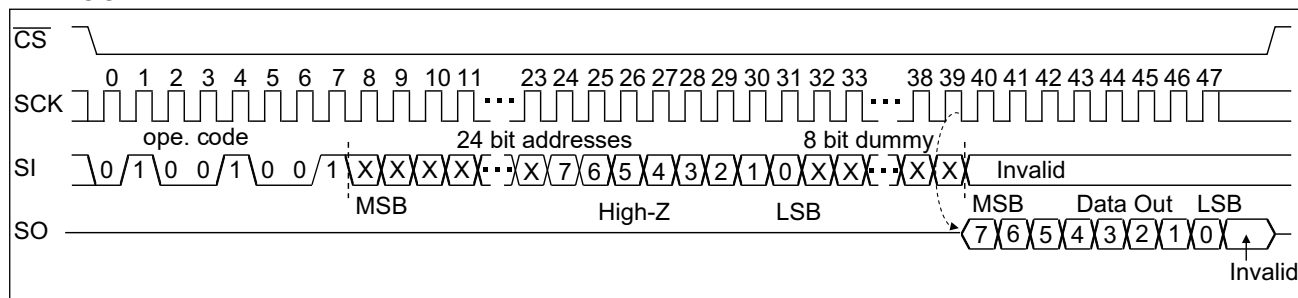 CS
0 1 2 3 4 5 6 7 8 9 10 11 23 24 25 26 27 28 29 30 31 32 33 38 39 40 41 42 43 44 45 46 47
SCK
ope. code 24 bit addresses 8 bit dummy
SI 0 1 0 0 1 0 0 1 X X X X X 7 6 5 4 3 2 1 0 X X X X Invalid
MSB High-Z LSB MSB Data Out LSB
SO 7 6 5 4 3 2 1 0
Invalid